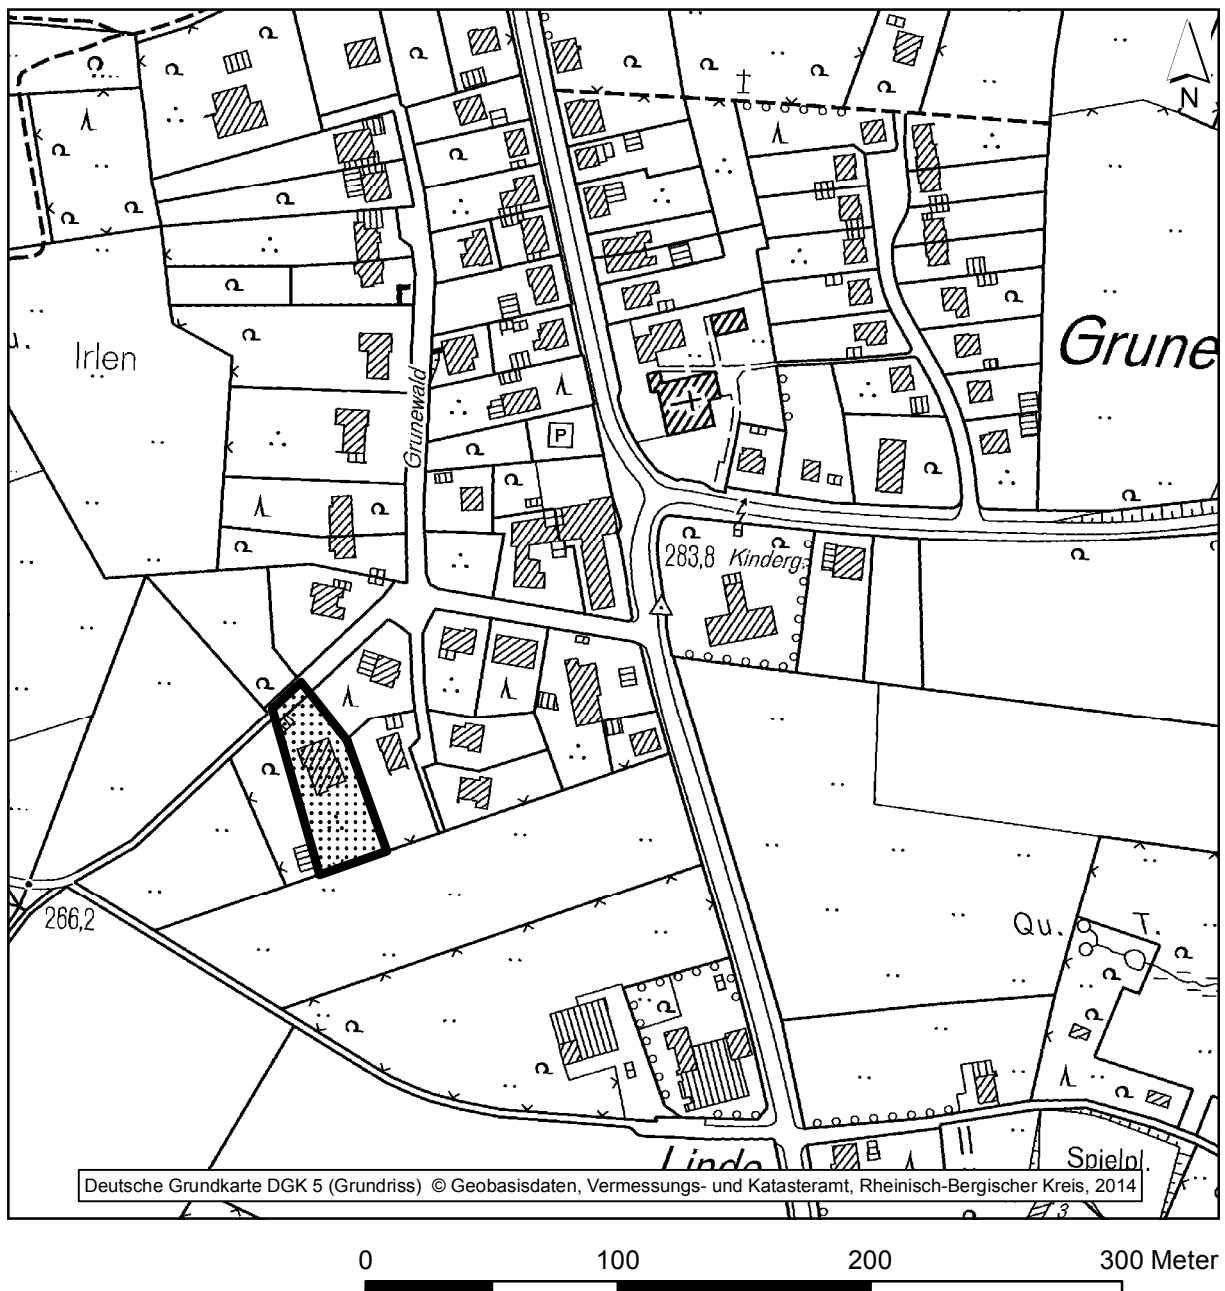 N
u.
Irlen
Grune
Grunewald
P
283,8 Kinderg.
266,2
Qu. T.
Linde
Spielpl.
Deutsche Grundkarte DGK 5 (Grundriss) © Geobasisdaten, Vermessungs- und Katasteramt, Rheinisch-Bergischer Kreis, 2014
3
0 100 200 300 Meter